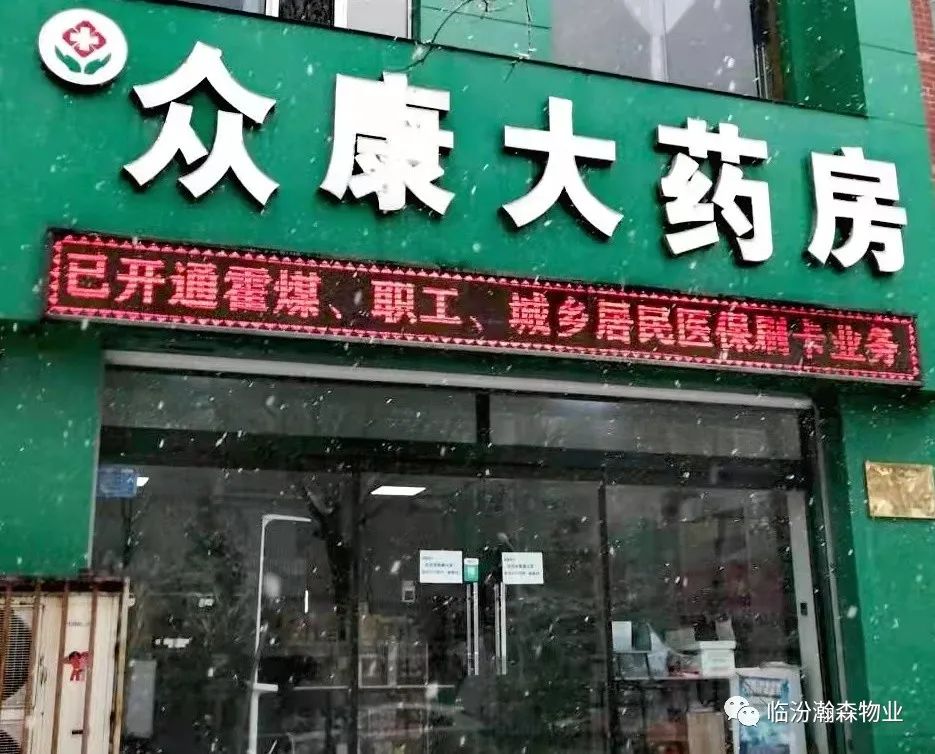 众康大药房
已开通霍煤、职工、城乡居民医保刷卡业务
临汾瀚森物业